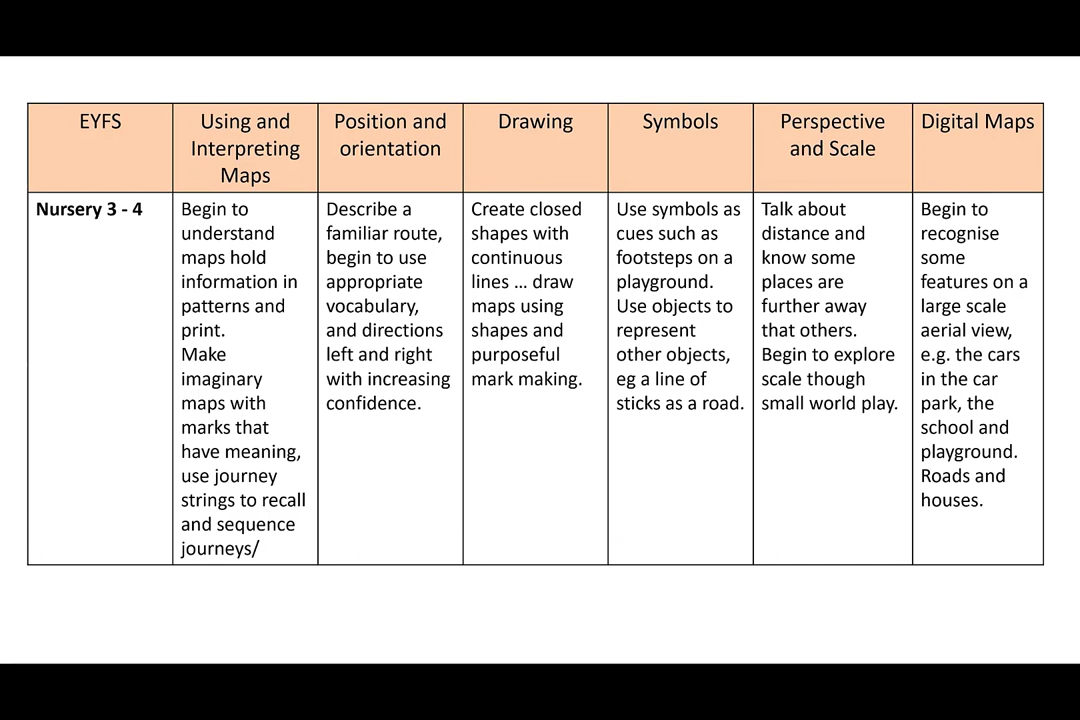 EYFS
Using and
Interpreting
Maps
Position and
orientation
Drawing
Symbols
Perspective
and Scale
Digital Maps
Nursery 3 - 4
Begin to
understand
maps hold
information in
patterns and
print.
Make
imaginary
maps with
marks that
have meaning,
use journey
strings to recall
and sequence
journeys/
Describe a
familiar route,
begin to use
appropriate
vocabulary,
and directions
left and right
with increasing
confidence.
Create closed
shapes with
continuous
lines ... draw
maps using
shapes and
purposeful
mark making.
Use symbols as
cues such as
footsteps on a
playground.
Use objects to
represent
other objects,
eg a line of
sticks as a road.
Talk about
distance and
know some
places are
further away
that others.
Begin to explore
scale though
small world play.
Begin to
recognise
some
features on a
large scale
aerial view,
e.g. the cars
in the car
park, the
school and
playground.
Roads and
houses.